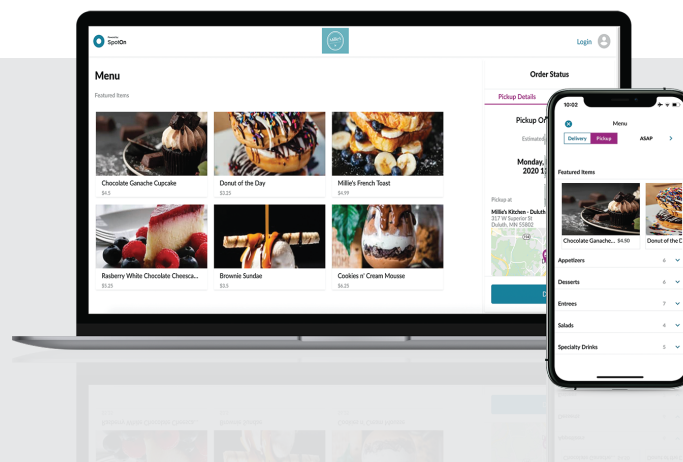 Powered by
SpotOn
Login
Menu
Featured Items
Chocolate Ganache Cupcake
$4.5
Donut of the Day
$3.25
Millie's French Toast
$4.99
Rasberry White Chocolate Cheesca...
$5.25
Brownie Sundae
$3.5
Cookies n' Cream Mousse
$6.25
Order Status
Pickup Details
Pickup Or
Estimated
Monday,
2020 1
Pickup at
Millie's Kitchen - Duluth
317 W Superior St
Duluth, MN 55802
D
10:02
Menu
Delivery
Pickup
ASAP
Featured Items
Chocolate Ganache... $4.50
Donut of the D
Appetizers 6
Desserts 6
Entrees 7
Salads 4
Specialty Drinks 5